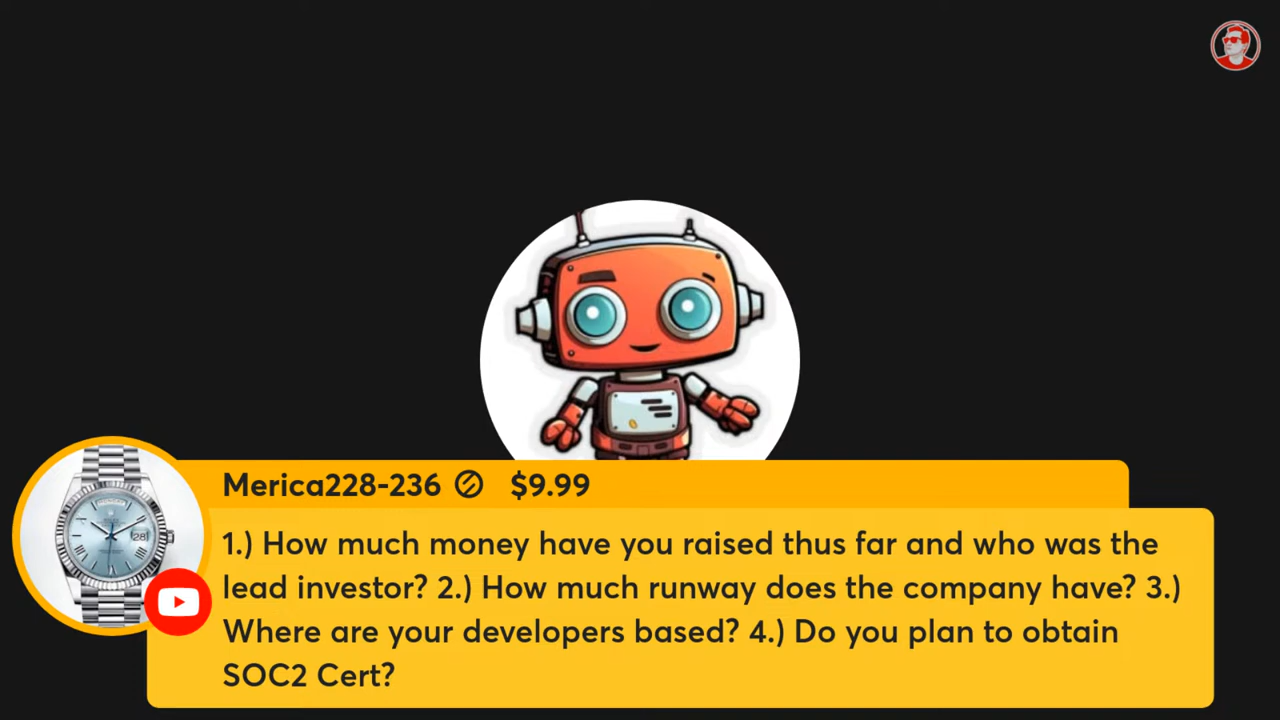 Merica228-236 $9.99
1.) How much money have you raised thus far and who was the
lead investor? 2.) How much runway does the company have? 3.)
Where are your developers based? 4.) Do you plan to obtain
SOC2 Cert?
28